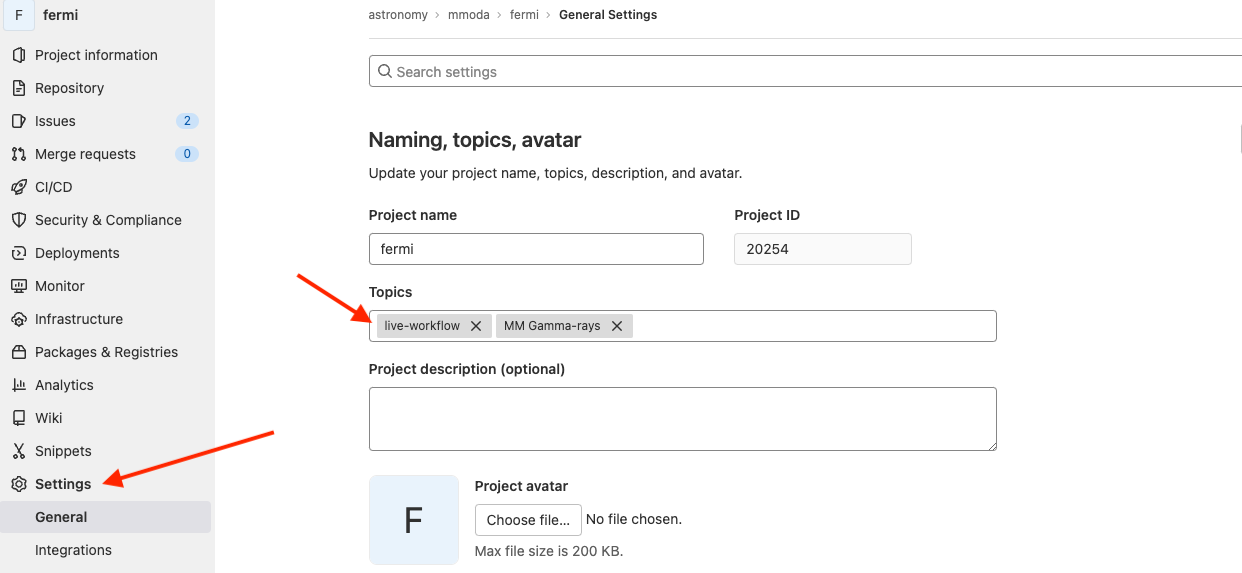 F fermi
Project information
Repository
Issues 2
Merge requests 0
CI/CD
Security & Compliance
Deployments
Monitor
Infrastructure
Packages & Registries
Analytics
Wiki
Snippets
Settings
General
Integrations
astronomy › mmoda › fermi › General Settings
Search settings
Naming, topics, avatar
Update your project name, topics, description, and avatar.
Project name Project ID
fermi 20254
Topics
live-workflow MM Gamma-rays
Project description (optional)
F
Project avatar
Choose file... No file chosen.
Max file size is 200 KB.